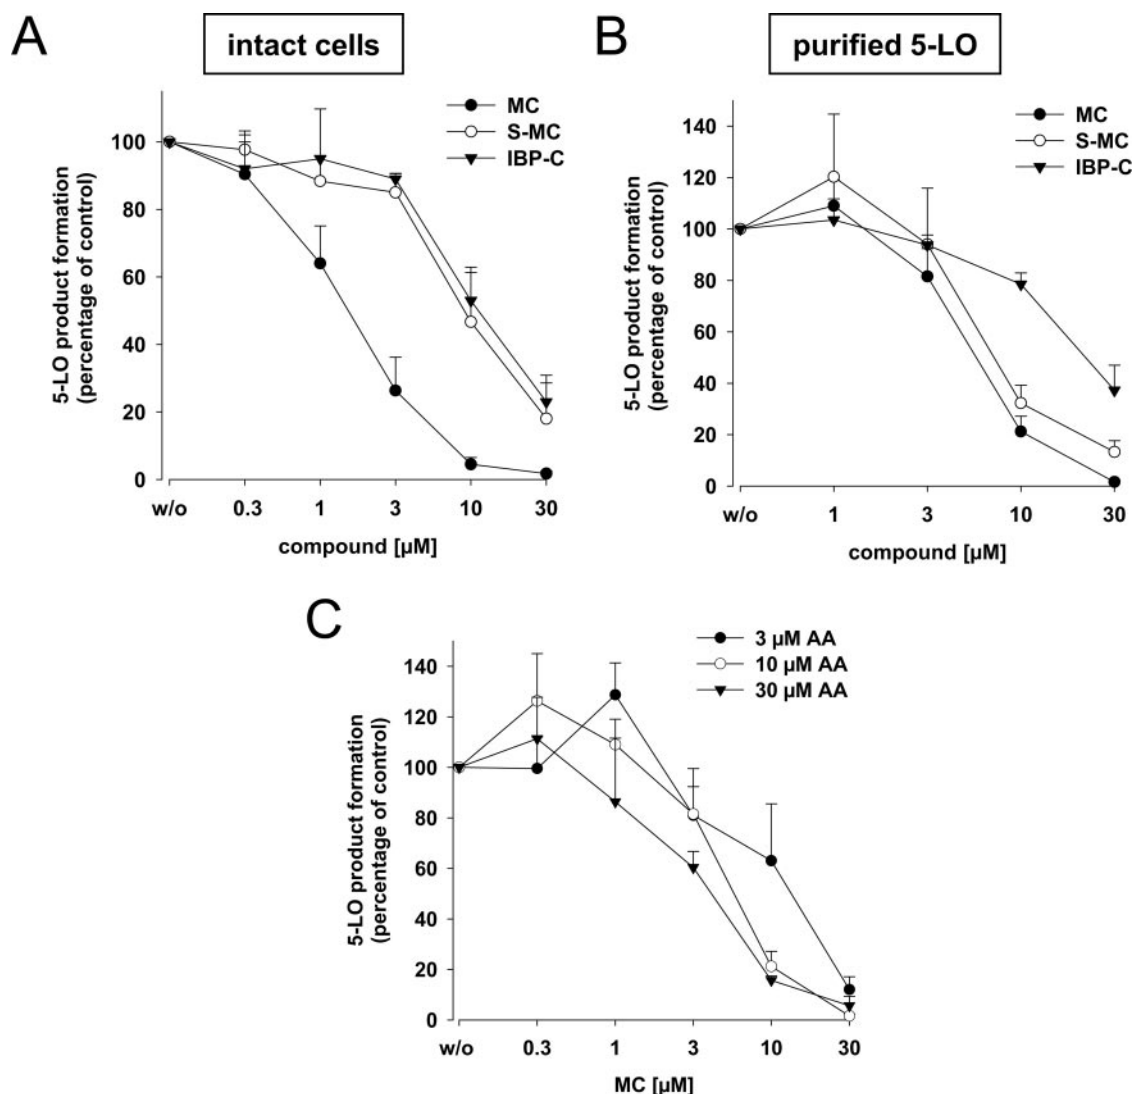 A
intact cells
MC
S-MC
IBP-C
100
80
60
40
20
0
5-LO product formation
(percentage of control)
w/o 0.3 1 3 10 30
compound [µM]
B
purified 5-LO
MC
S-MC
IBP-C
140
120
100
80
60
40
20
0
5-LO product formation
(percentage of control)
w/o 1 3 10 30
compound [µM]
C
3 µM AA
10 µM AA
30 µM AA
140
120
100
80
60
40
20
0
5-LO product formation
(percentage of control)
w/o 0.3 1 3 10 30
MC [µM]